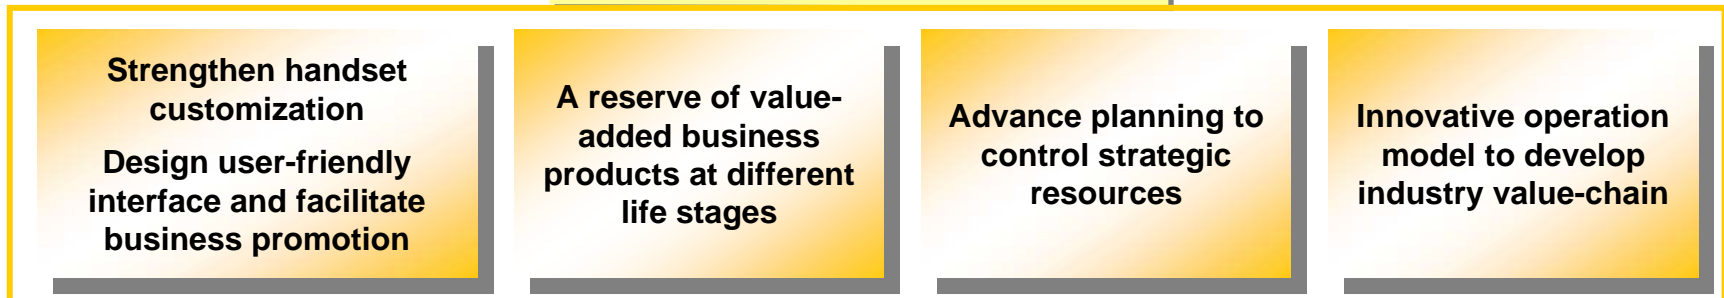 Strengthen handset
customization
Design user-friendly
interface and facilitate
business promotion
A reserve of value-
added business
products at different
life stages
Advance planning to
control strategic
resources
Innovative operation
model to develop
industry value-chain